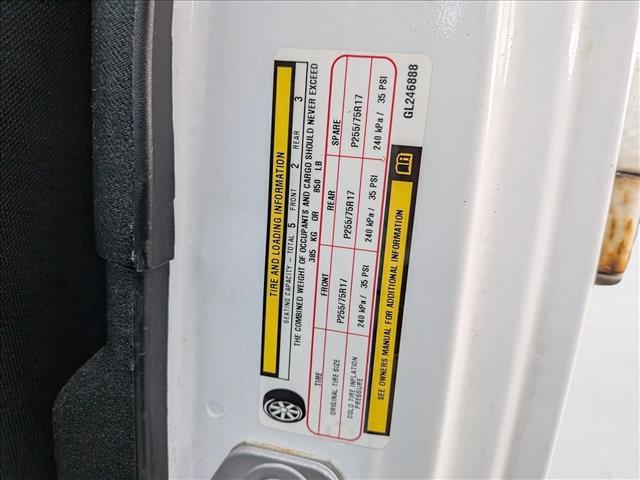 TIRE AND LOADING INFORMATION
SEATING CAPACITY - TOTAL 5 FRONT 2 REAR 3
THE COMBINED WEIGHT OF OCCUPANTS AND CARGO SHOULD NEVER EXCEED
385 KG OR 850 LB
TIRE FRONT REAR SPARE
ORIGINAL TIRE SIZE P255/75R17 P255/75R17 P255/75R17
COLD TIRE INFLATION PRESSURE 240 kPa / 35 PSI 240 kPa / 35 PSI 240 kPa / 35 PSI
SEE OWNERS MANUAL FOR ADDITIONAL INFORMATION
GL246888